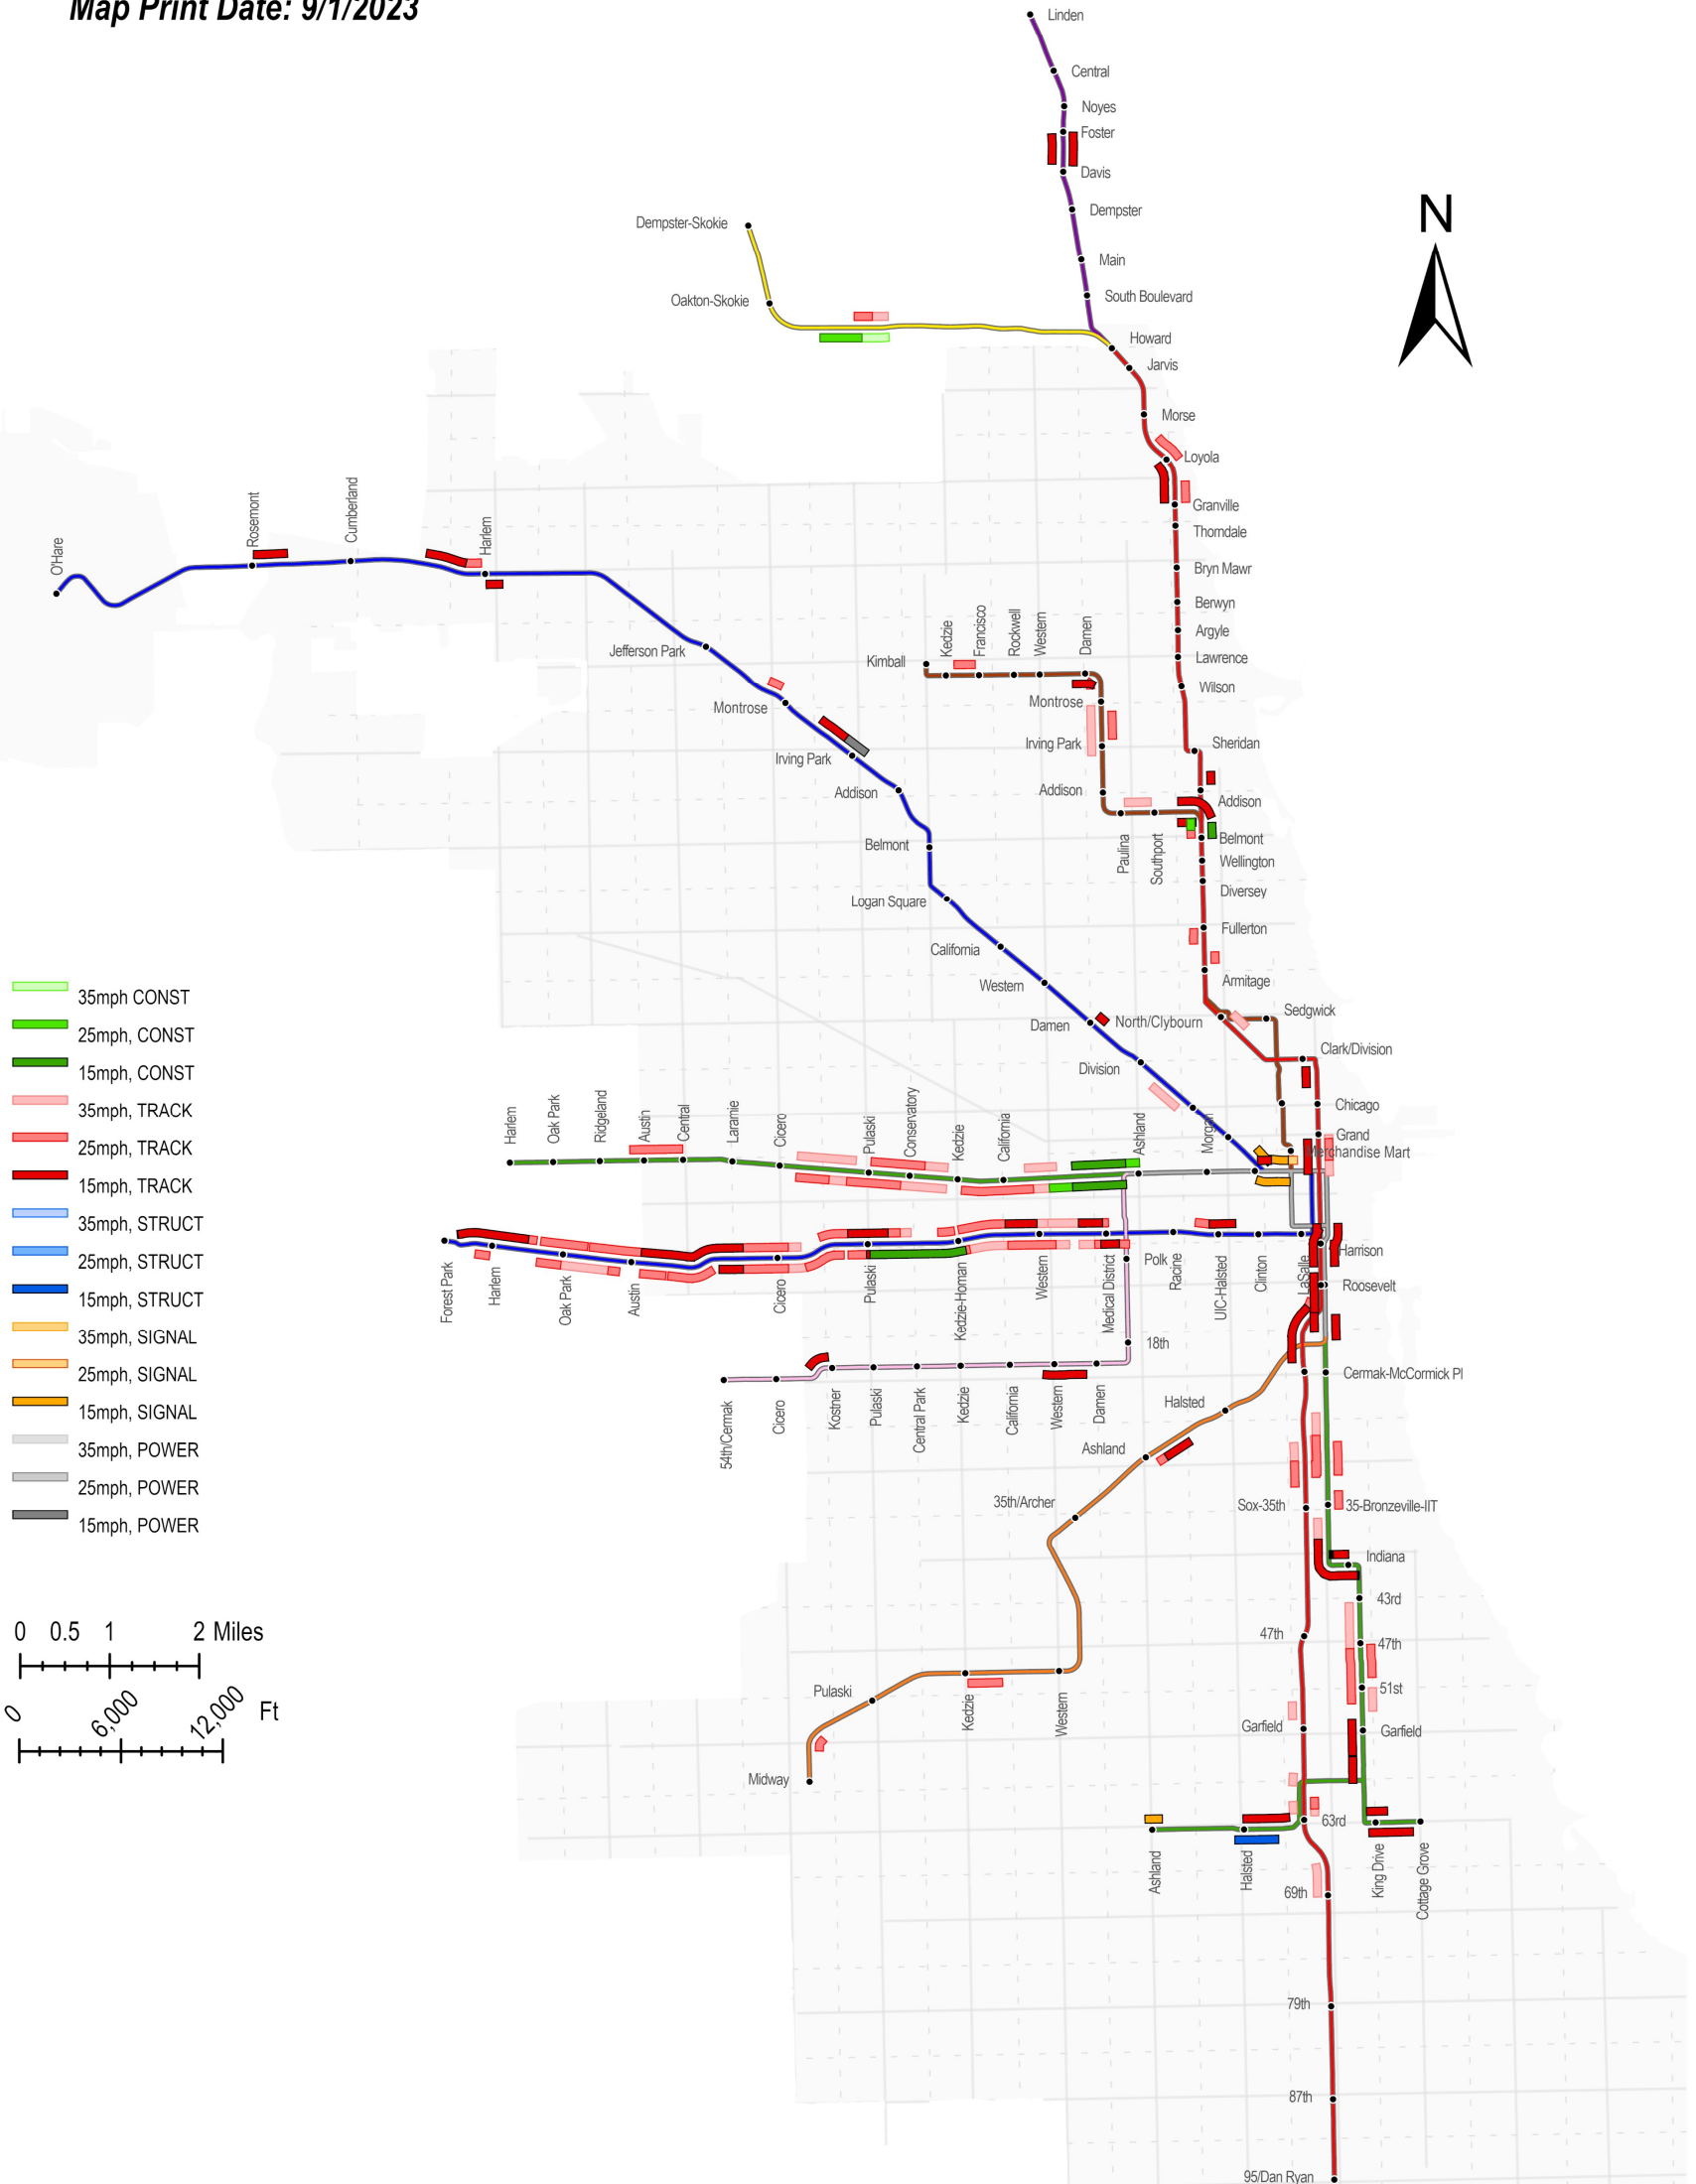 Map Print Date: 9/1/2023
Linden
Central
Noyes
Foster
Davis
Dempster
Main
South Boulevard
Howard
Jarvis
Morse
Loyola
Granville
Thorndale
Bryn Mawr
Berwyn
Argyle
Lawrence
Wilson
Sheridan
Addison
Belmont
Wellington
Diversey
Fullerton
Armitage
Sedgwick
North/Clybourn
Clark/Division
Chicago
Grand
Merchandise Mart
N
Dempster-Skokie
Oakton-Skokie
O'Hare
Rosemont
Cumberland
Harlem
Jefferson Park
Montrose
Irving Park
Addison
Belmont
Logan Square
California
Western
Damen
Division
Kimball
Kedzie
Francisco
Rockwell
Western
Damen
Montrose
Irving Park
Addison
Paulina
Southport
Harlem
Oak Park
Ridgeland
Austin
Central
Laramie
Cicero
Pulaski
Conservatory
Kedzie
California
Ashland
Morgan
Forest Park
Harlem
Oak Park
Austin
Cicero
Pulaski
Kedzie-Homan
Western
Medical District
Polk
Racine
UIC-Halsted
Clinton
LaSalle
Harrison
Roosevelt
18th
54th/Cermak
Cicero
Kostner
Pulaski
Central Park
Kedzie
California
Western
Damen
Cermak-McCormick Pl
Halsted
Ashland
35th/Archer
Sox-35th
35-Bronzeville-IIT
Indiana
43rd
47th
47th
51st
Garfield
Garfield
Pulaski
Kedzie
Western
Midway
63rd
Ashland
Halsted
King Drive
Cottage Grove
69th
79th
87th
95/Dan Ryan
35mph CONST
25mph, CONST
15mph, CONST
35mph, TRACK
25mph, TRACK
15mph, TRACK
35mph, STRUCT
25mph, STRUCT
15mph, STRUCT
35mph, SIGNAL
25mph, SIGNAL
15mph, SIGNAL
35mph, POWER
25mph, POWER
15mph, POWER
0 0.5 1 2 Miles
0 6,000 12,000 Ft